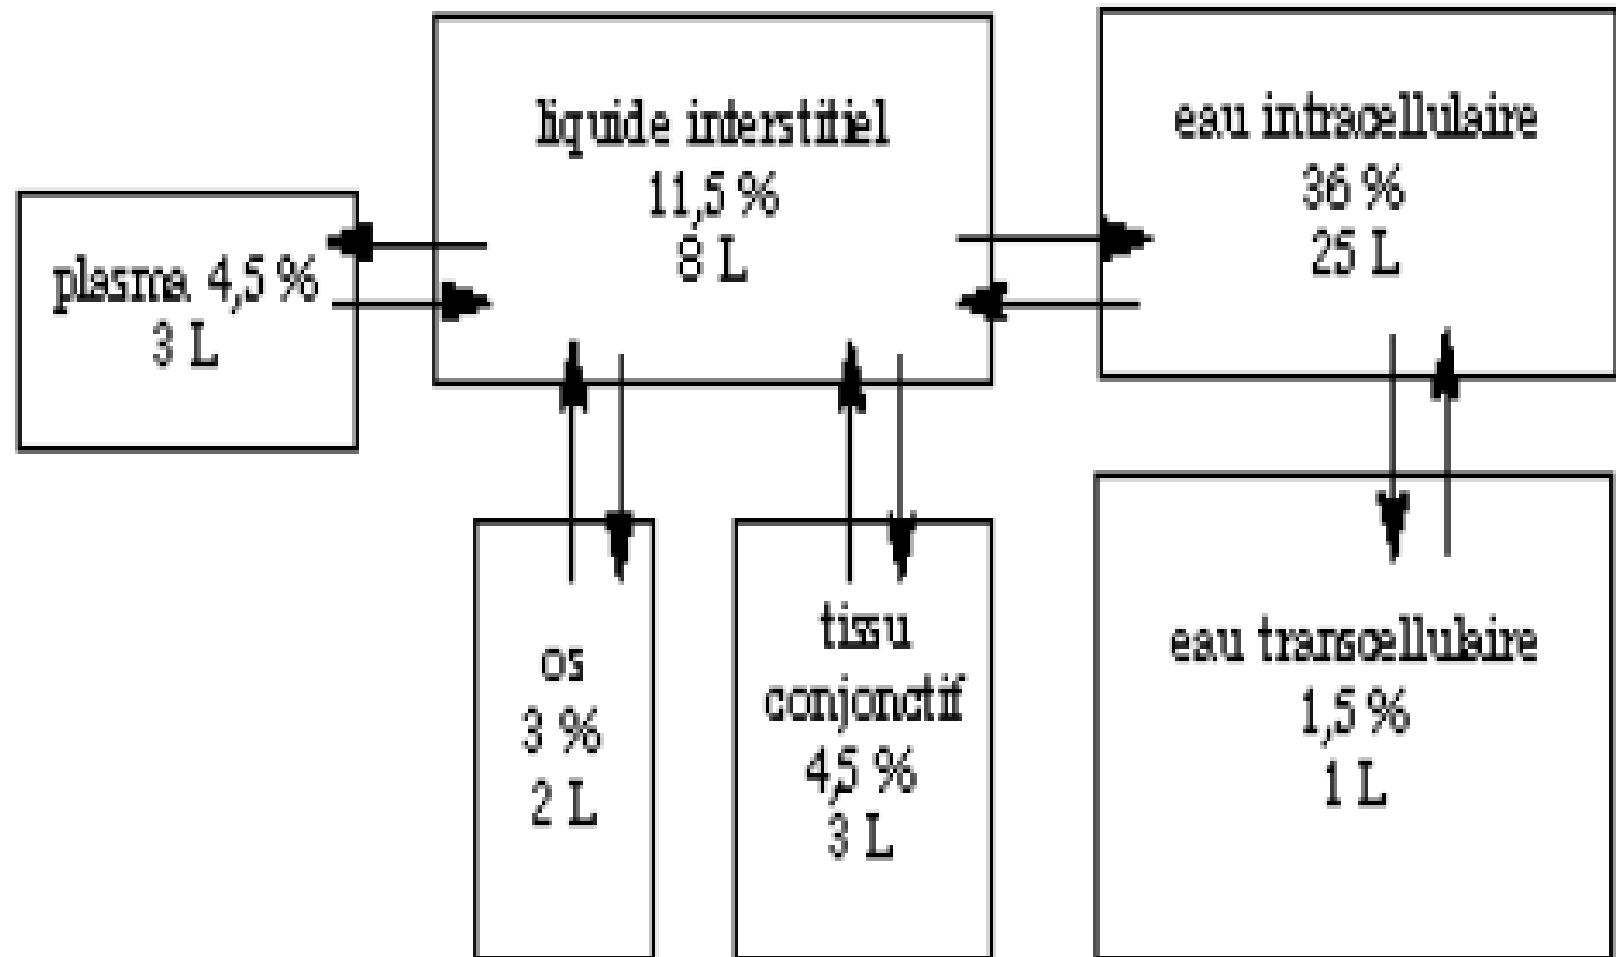 liquide interstitiel
11,5 %
8 L
eau intracellulaire
36 %
25 L
plasma 4,5 %
3 L
os
3 %
2 L
tissu
conjonctif
4,5 %
3 L
eau transcellulaire
1,5 %
1 L